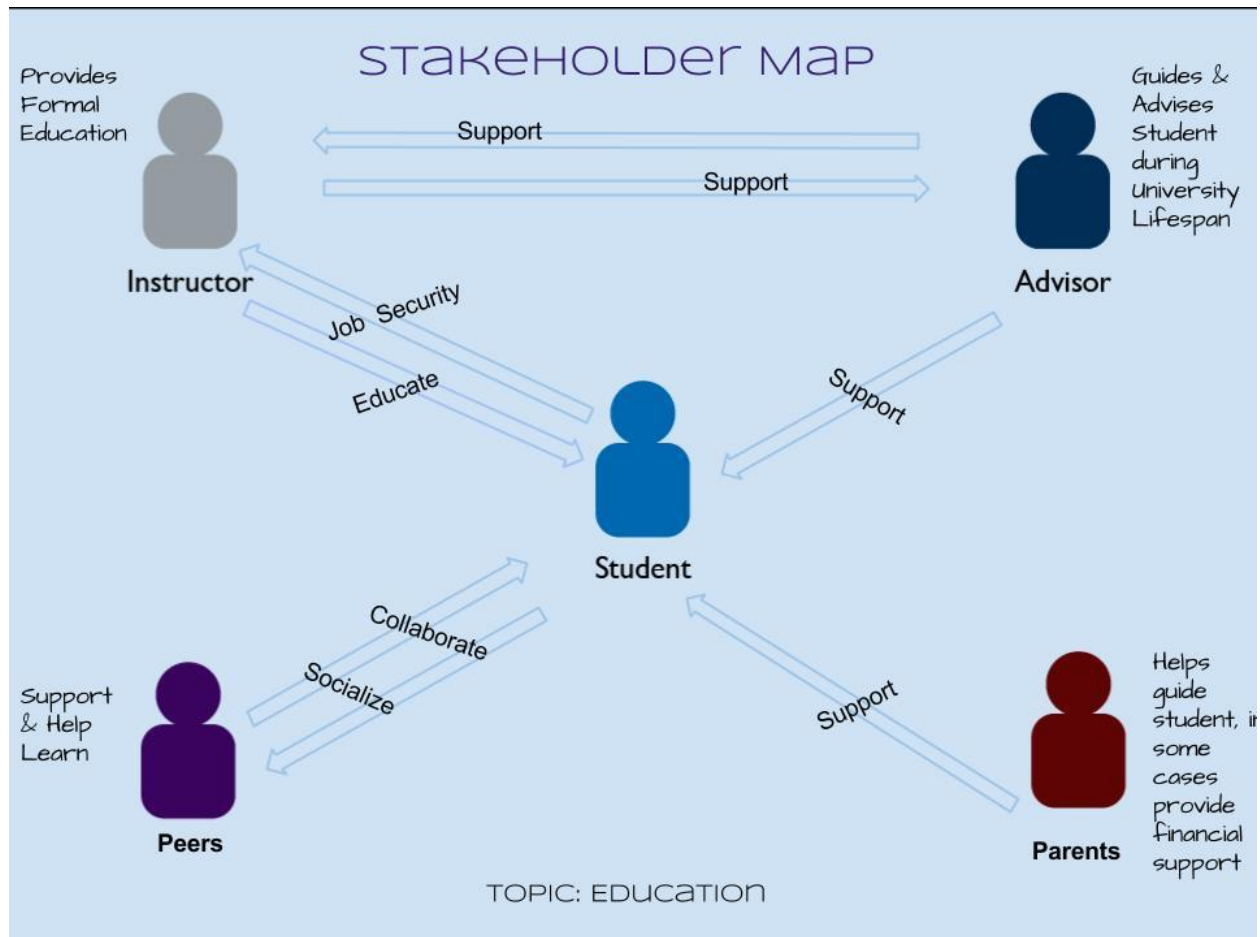 Stakeholder Map
Provides
Formal
Education
Guides &
Advises
Student
during
University
Lifespan
Support
Support
Instructor
Advisor
Job Security
Educate
Support
Student
Collaborate
Socialize
Support
Support
& Help
Learn
Peers
Helps
guide
student, in
some
cases
provide
financial
support
Parents
Topic: Education